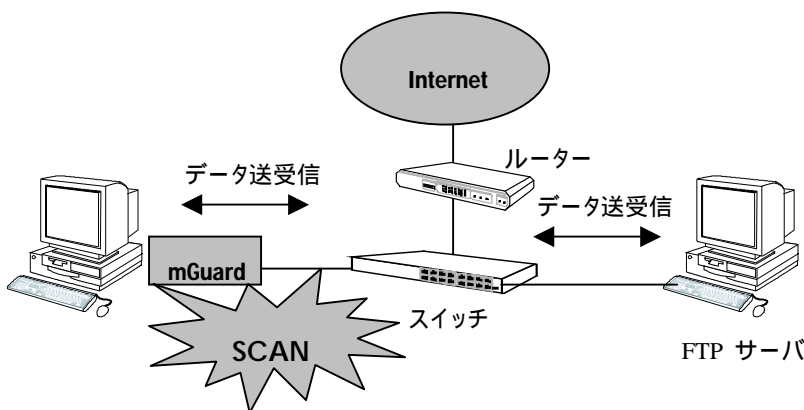 Internet
ルーター
データ送受信
データ送受信
mGuard
スイッチ
SCAN
FTP サーバ